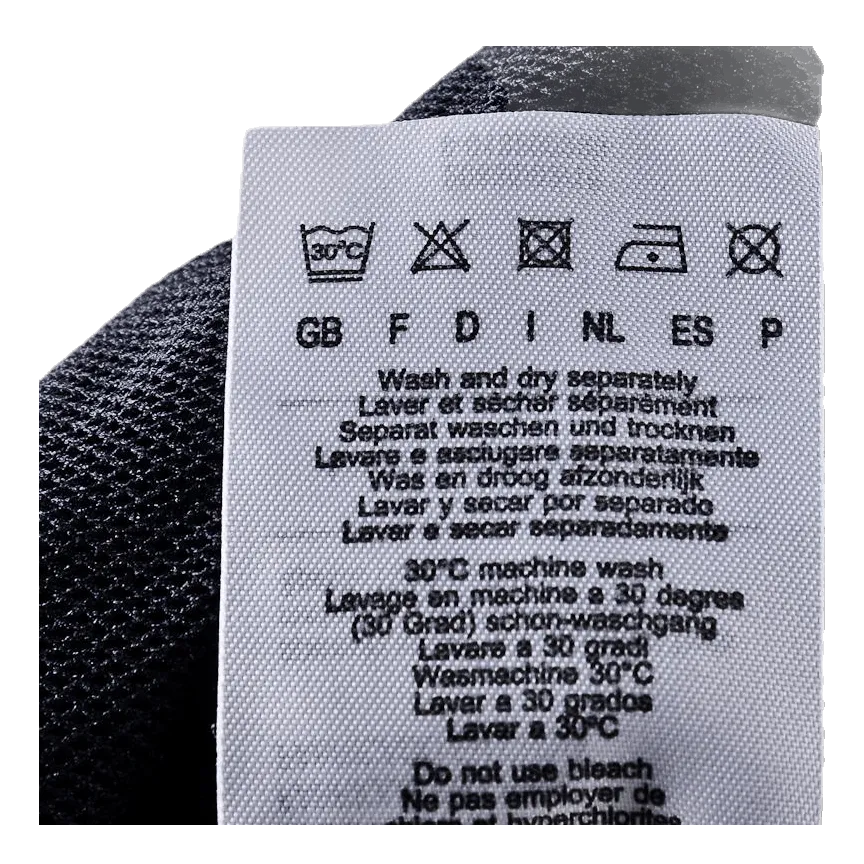 30°C
GB F D I NL ES P
Wash and dry separately
Laver et sécher séparément
Separat waschen und trocknen
Lavare e asciugare separatamente
Was en droog afzonderlijk
Lavar y secar por separado
Lavar e secar separadamente
30°C machine wash
Lavage en machine a 30 degres
(30 Grad) schon-waschgang
Lavare a 30 gradi
Wasmachine 30°C
Lavar a 30 grados
Lavar a 30ºC
Do not use bleach
Ne pas employer de
et hyperchlorites